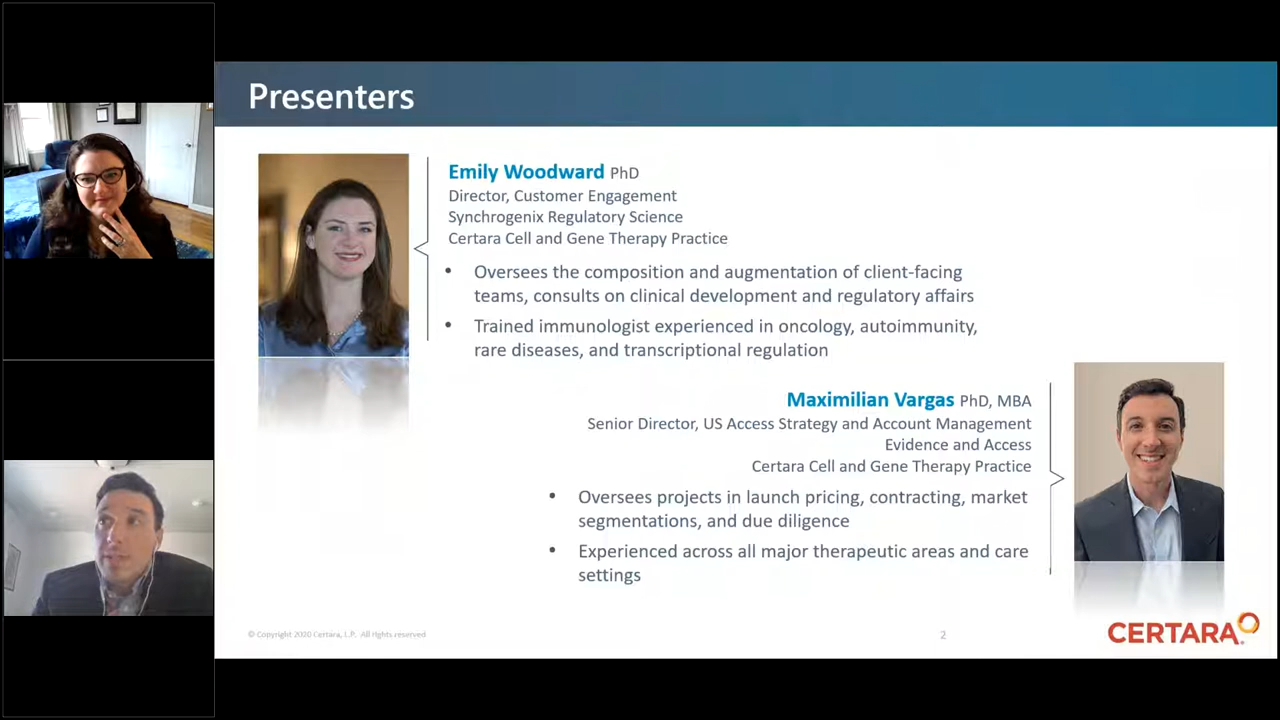 Presenters
Emily Woodward PhD
Director, Customer Engagement
Synchrogenix Regulatory Science
Certara Cell and Gene Therapy Practice
• Oversees the composition and augmentation of client-facing
teams, consults on clinical development and regulatory affairs
• Trained immunologist experienced in oncology, autoimmunity,
rare diseases, and transcriptional regulation
Maximilian Vargas PhD, MBA
Senior Director, US Access Strategy and Account Management
Evidence and Access
Certara Cell and Gene Therapy Practice
• Oversees projects in launch pricing, contracting, market
segmentations, and due diligence
• Experienced across all major therapeutic areas and care
settings
© Copyright 2020 Certara, L.P. All rights reserved
2
CERTARA